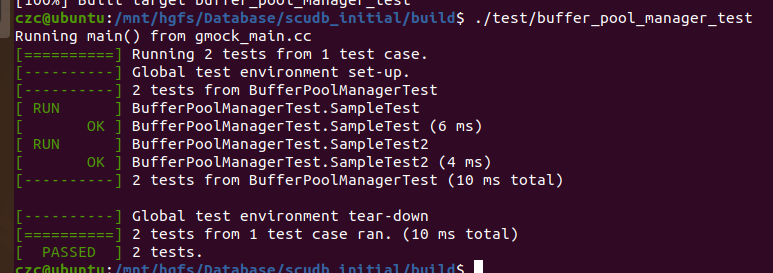 [100%] Built target buffer_pool_manager_test
czc@ubuntu:/mnt/hgfs/Database/scudb_initial/build$ ./test/buffer_pool_manager_test
Running main() from gmock_main.cc
[==========] Running 2 tests from 1 test case.
[----------] Global test environment set-up.
[----------] 2 tests from BufferPoolManagerTest
[ RUN      ] BufferPoolManagerTest.SampleTest
[       OK ] BufferPoolManagerTest.SampleTest (6 ms)
[ RUN      ] BufferPoolManagerTest.SampleTest2
[       OK ] BufferPoolManagerTest.SampleTest2 (4 ms)
[----------] 2 tests from BufferPoolManagerTest (10 ms total)
[----------] Global test environment tear-down
[==========] 2 tests from 1 test case ran. (10 ms total)
[  PASSED  ] 2 tests.
czc@ubuntu:/mnt/hgfs/Database/scudb_initial/build$